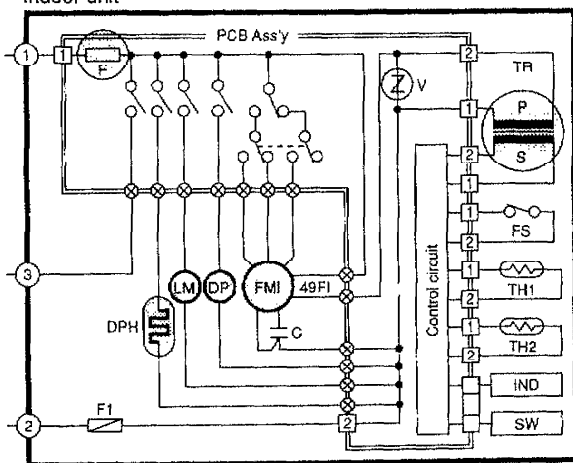 Indoor unit
PCB Ass'y
1
1
F
2
TR
V
1
P
S
2
1
1
FS
2
3
LM
DP
FMI
49FI
1
TH1
2
DPH
C
Control circuit
1
TH2
2
IND
2
F1
2
SW